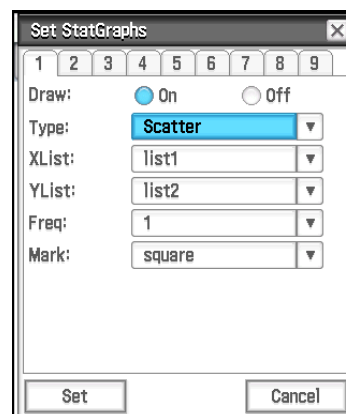 Set StatGraphs
1 2 3 4 5 6 7 8 9
Draw: On Off
Type: Scatter
XList: list1
YList: list2
Freq: 1
Mark: square
Set Cancel